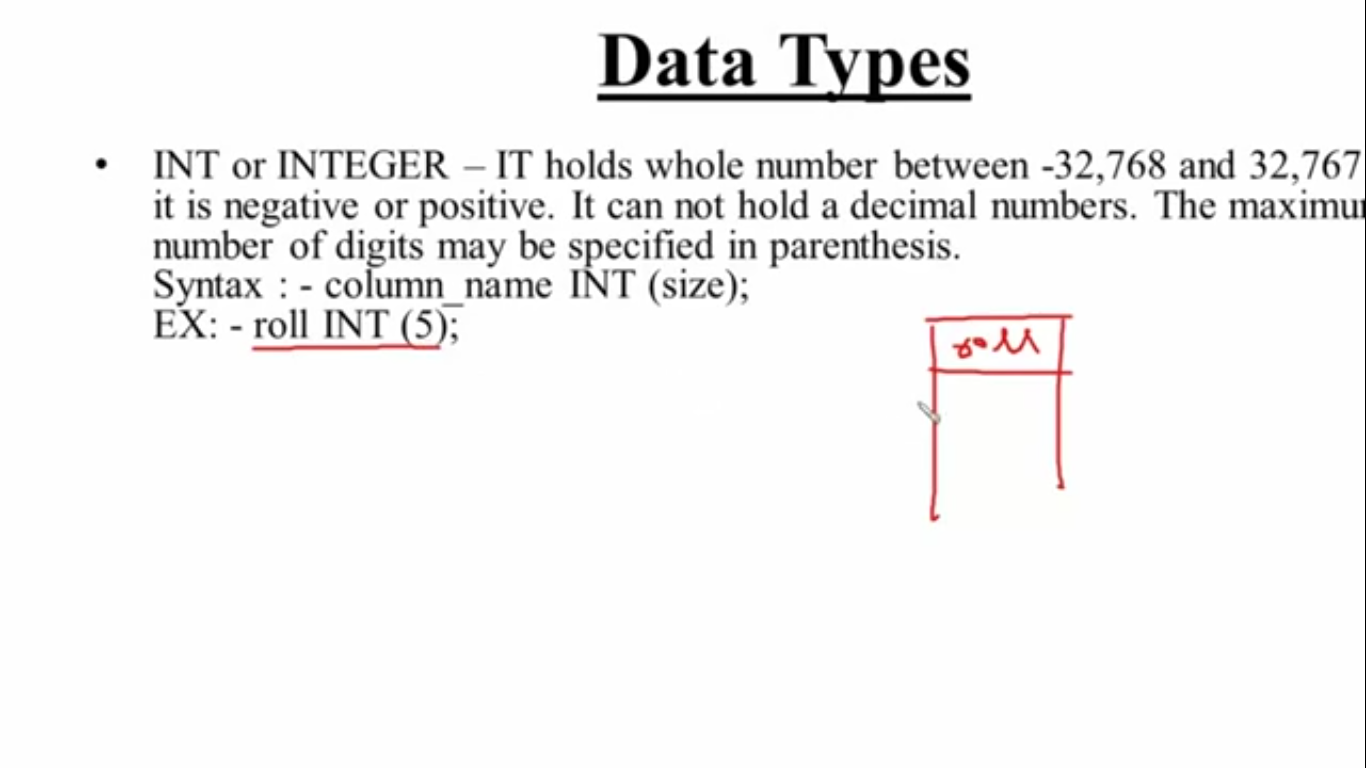 Data Types
• INT or INTEGER – IT holds whole number between -32,768 and 32,767
it is negative or positive. It can not hold a decimal numbers. The maximu
number of digits may be specified in parenthesis.
Syntax : - column_name INT (size);
EX: - roll INT (5);
roll